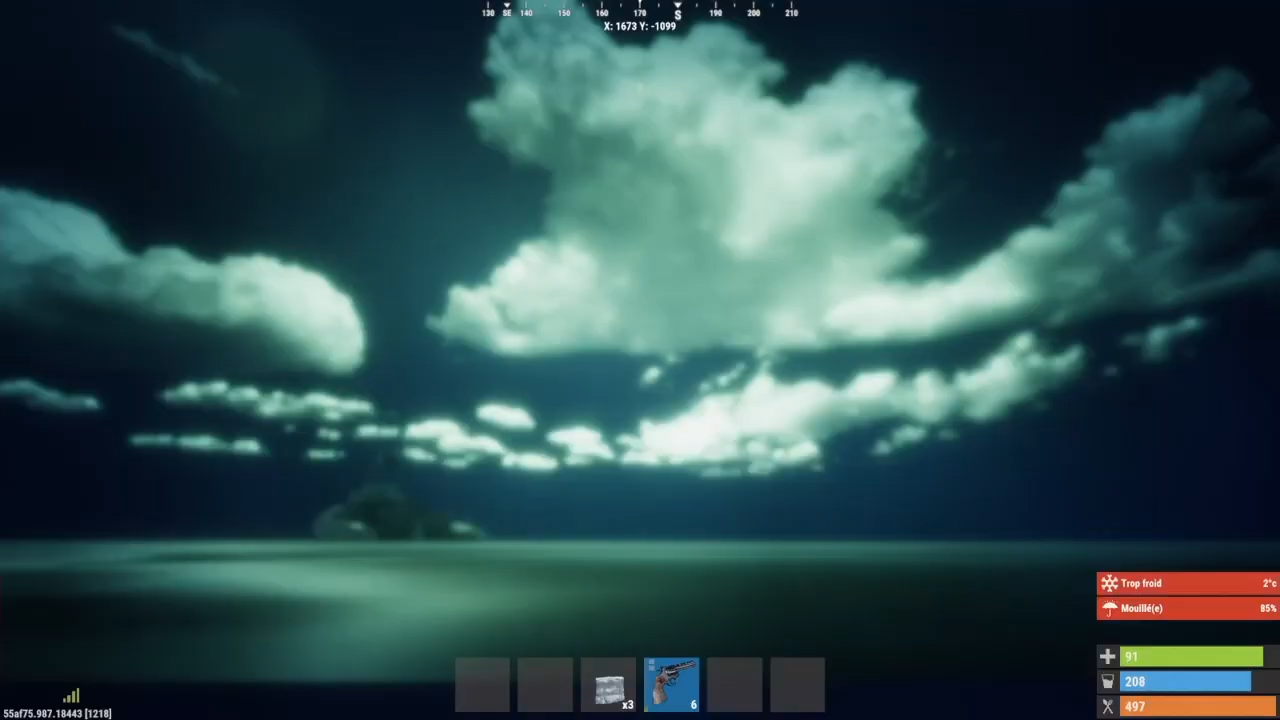 130 SE 140 150 160 170 S 190 200 210
X: 1673 Y: -1099
Trop froid 2°c
Mouillé(e) 85%
91
208
497
x3
6
55af75.987.18443 [1218]